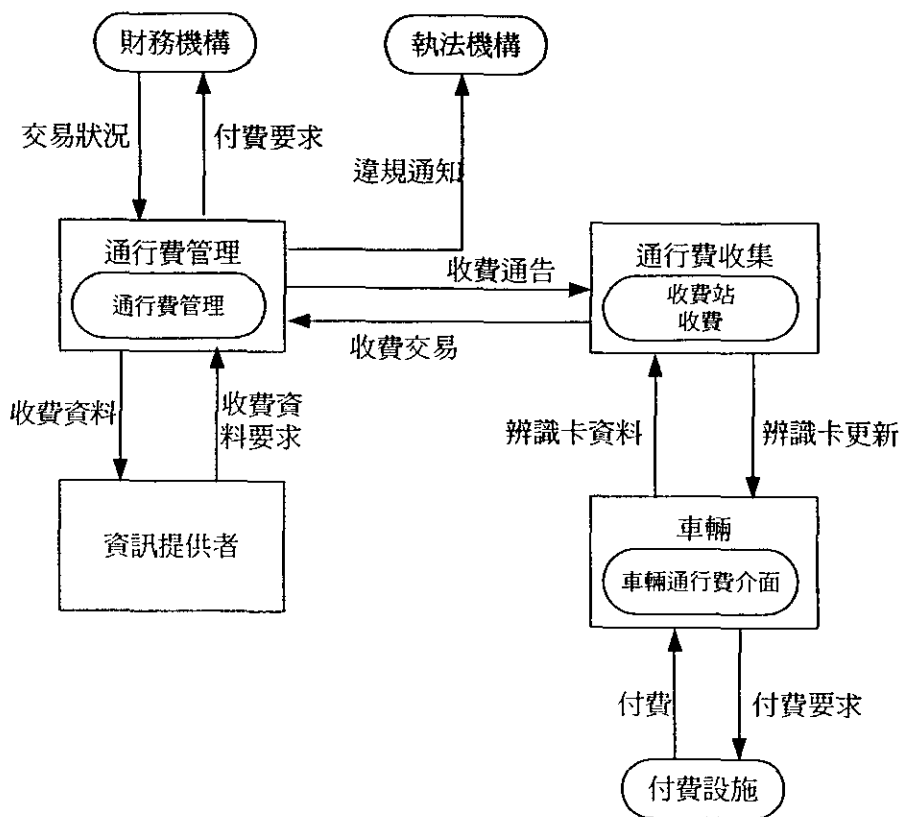 財務機構
執法機構
交易狀況
付費要求
違規通知
通行費管理
通行費管理
收費通告
收費交易
通行費收集
收費站
收費
收費資料
收費資
料要求
辨識卡資料
辨識卡更新
資訊提供者
車輛
車輛通行費介面
付費
付費要求
付費設施